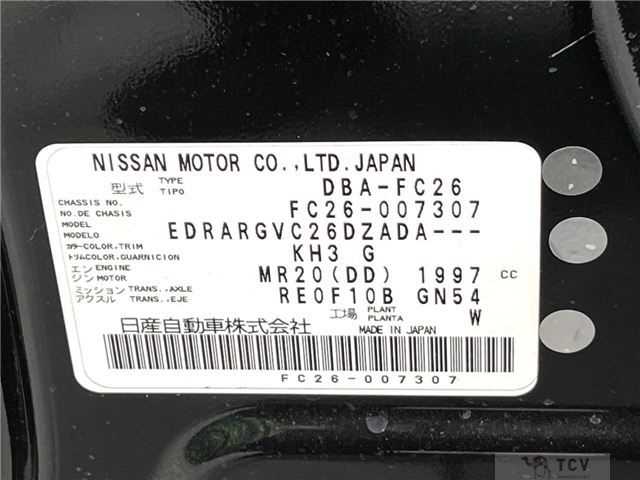 NISSAN MOTOR CO.,LTD.JAPAN
型式 TYPE TIPO DBA-FC26
CHASSIS NO. NO.DE CHASIS FC26-007307
MODEL MODELO EDRARGVC26DZADA---
カラー COLOR,TRIM トリム COLOR,GUARNICION KH3 G
エンジン ENGINE MOTOR MR20(DD) 1997 CC
ミッション TRANS.,AXLE アクスル TRANS.,EJE RE0F10B GN54
工場 PLANT PLANTA W
日産自動車株式会社 MADE IN JAPAN
FC26-007307
TCV